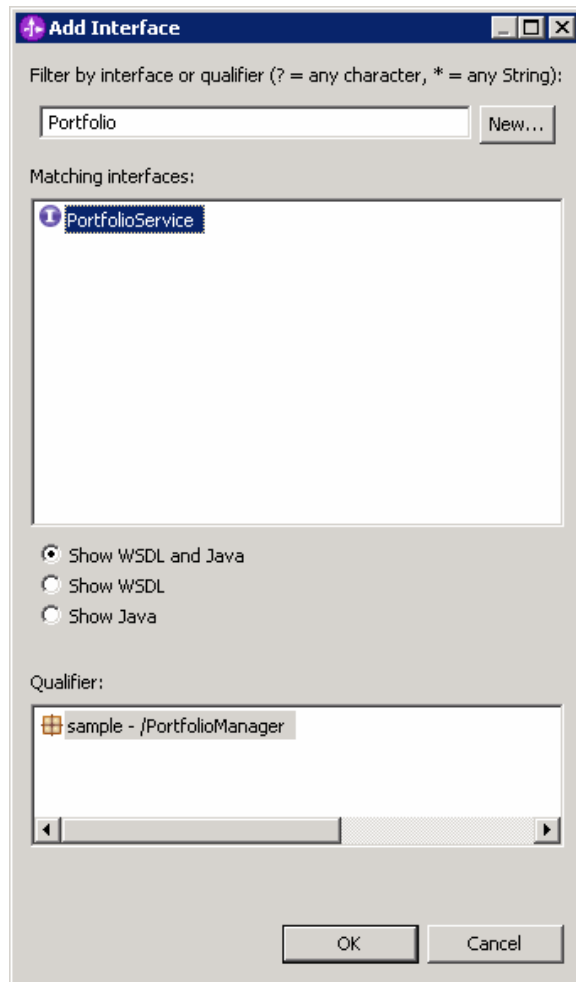 Add Interface
Filter by interface or qualifier (? = any character, * = any String):
Portfolio
New...
Matching interfaces:
PortfolioService
Show WSDL and Java
Show WSDL
Show Java
Qualifier:
sample - /PortfolioManager
OK
Cancel